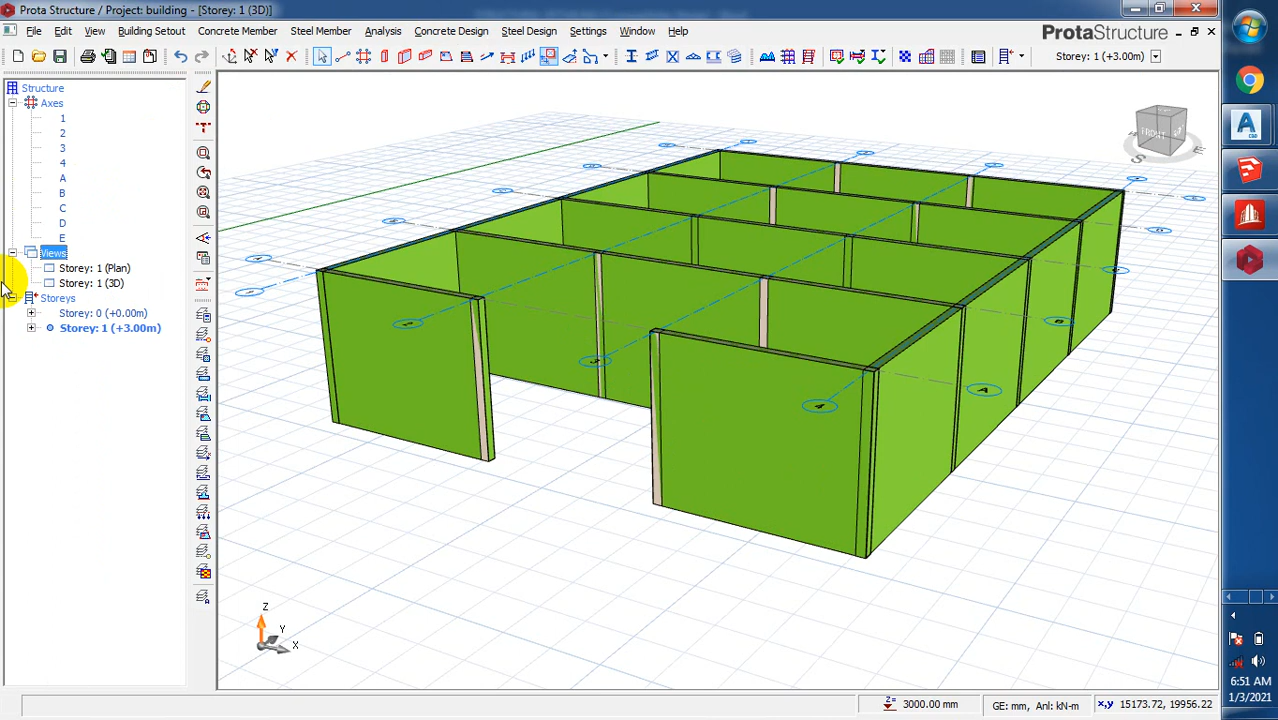 Prota Structure / Project: building - [Storey: 1 (3D)]
File Edit View Building Setout Concrete Member Steel Member Analysis Concrete Design Steel Design Settings Window Help
ProtaStructure
Storey: 1 (+3.00m)
Structure
Axes
1
2
3
4
A
B
C
D
E
Views
Storey: 1 (Plan)
Storey: 1 (3D)
Storeys
Storey: 0 (+0.00m)
Storey: 1 (+3.00m)
FRONT
S
E
3
4
A
B
Z
Y
X
Z=
3000.00 mm
GE: mm, Anl: kN-m
x,y
15173.72, 19956.22
6:51 AM
1/3/2021